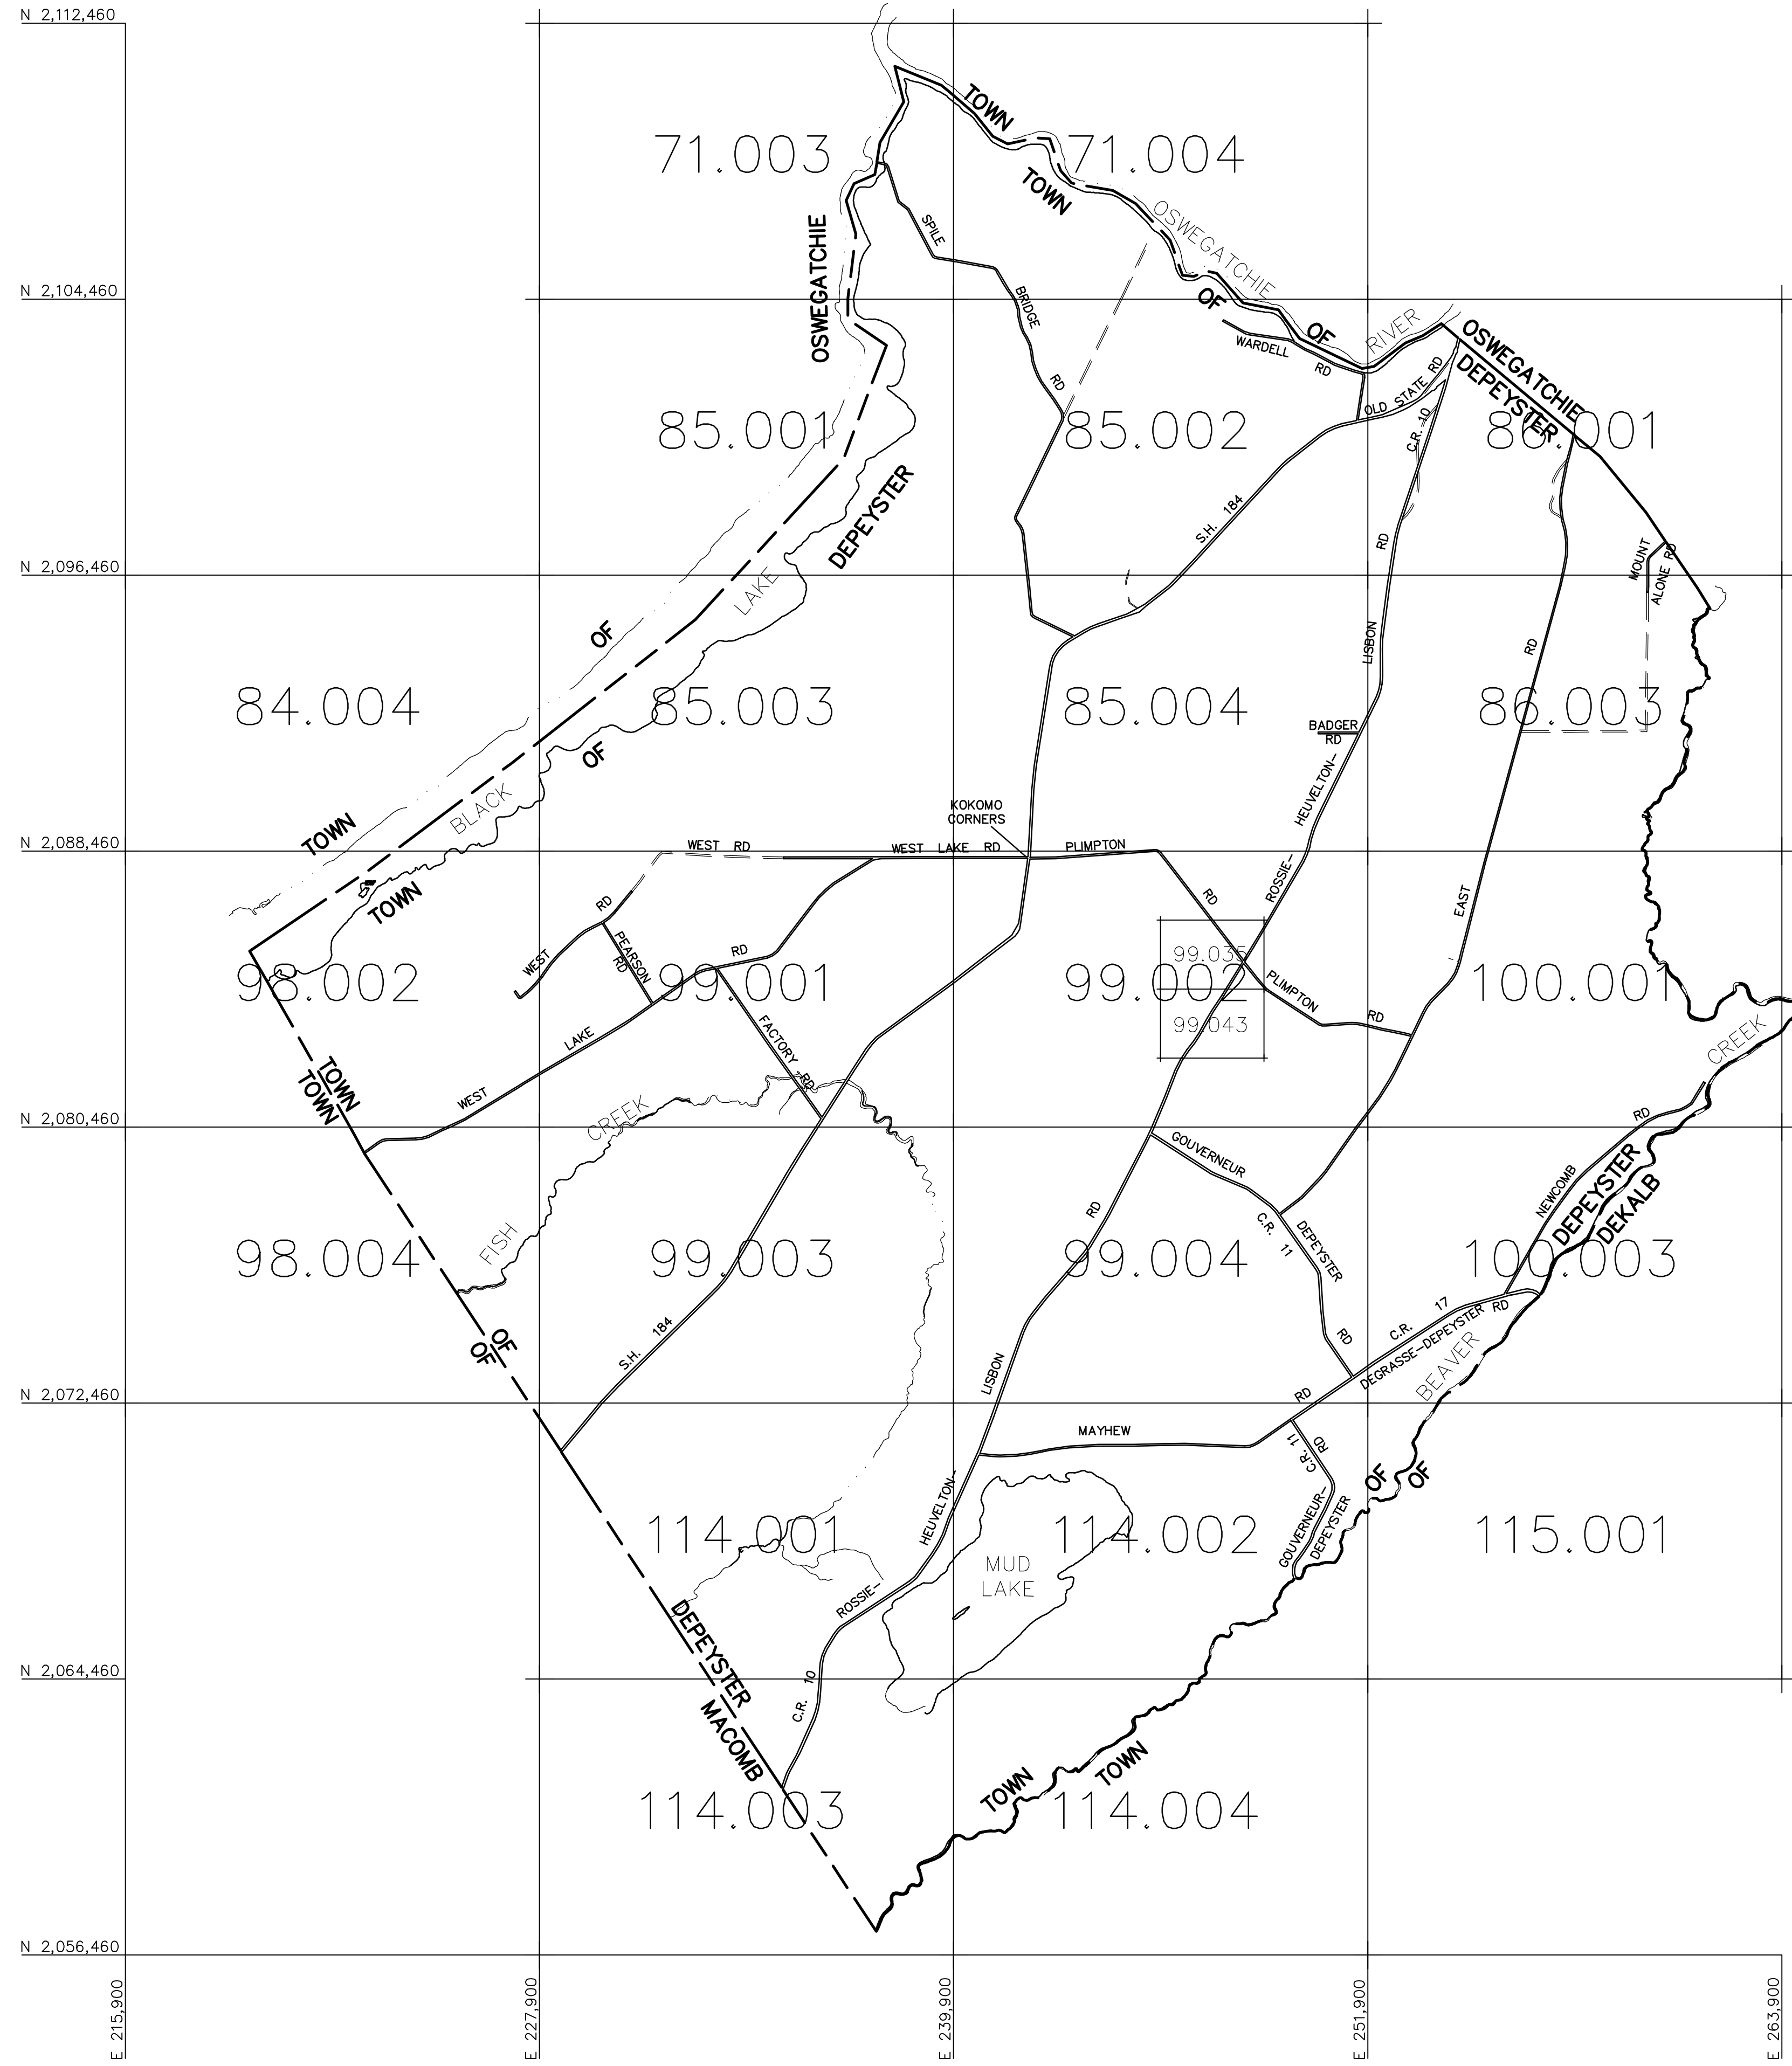 N 2,112,460
TOWN
71.003
71.004
TOWN
OSWEGATCHIE
SPILE
OSWEGATCHIE
N 2,104,460
BRIDGE
OF
OF
RIVER
WARDELL
RD
OSWEGATCHIE
DEPEYSTER
RD
OLD STATE RD
85.001
85.002
C.R. 10
86.001
DEPEYSTER
S.H. 184
RD
MOUNT
ALONE RD
N 2,096,460
LAKE
OF
LISBON
RD
84.004
85.003
85.004
86.003
BADGER
RD
OF
HEUVELTON-
BLACK
TOWN
KOKOMO
CORNERS
N 2,088,460
WEST RD
WEST LAKE RD
PLIMPTON
ROSSIE-
RD
EAST
TOWN
RD
WEST
PEARSON
RD
RD
99.035
98.002
99.001
99.002
100.001
PLIMPTON
RD
99.043
FACTORY RD
LAKE
CREEK
TOWN
TOWN
WEST
N 2,080,460
CREEK
RD
GOUVERNEUR
NEWCOMB
DEPEYSTER
DEKALB
RD
C.R. 11
DEPEYSTER
FISH
98.004
99.003
99.004
100.003
OF
OF
S.H. 184
RD
C.R. 17
DEGRASSE-DEPEYSTER RD
BEAVER
LISBON
N 2,072,460
RD
MAYHEW
C.R. 11
RD
OF
OF
HEUVELTON-
GOUVERNEUR-
DEPEYSTER
114.001
114.002
115.001
MUD
LAKE
ROSSIE-
DEPEYSTER
MACOMB
N 2,064,460
C.R. 10
TOWN
TOWN
114.003
114.004
N 2,056,460
E 215,900
E 227,900
E 239,900
E 251,900
E 263,900